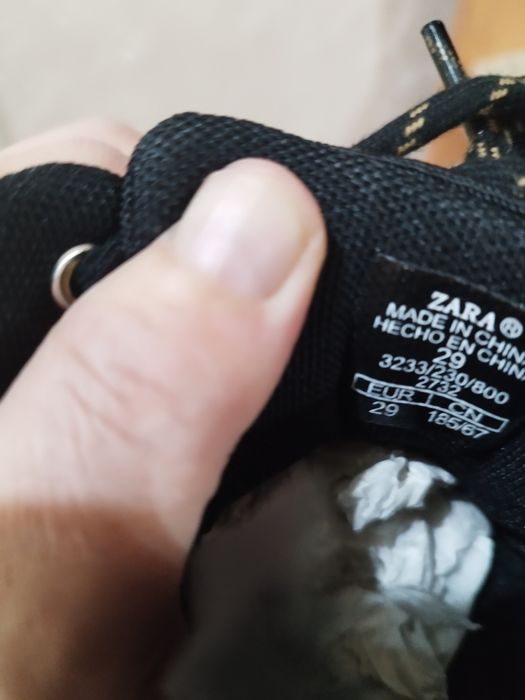 ZARA®
MADE IN CHINA
HECHO EN CHINA
29
3233/230/800
2732
EUR CN
29 185/67